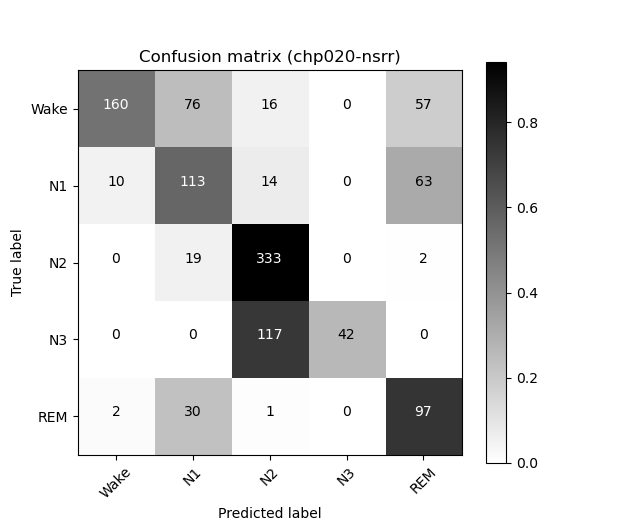 Confusion matrix (chp020-nsrr)
True label
Wake 160 76 16 0 57
N1 10 113 14 0 63
N2 0 19 333 0 2
N3 0 0 117 42 0
REM 2 30 1 0 97
Wake N1 N2 N3 REM
Predicted label
0.8
0.6
0.4
0.2
0.0